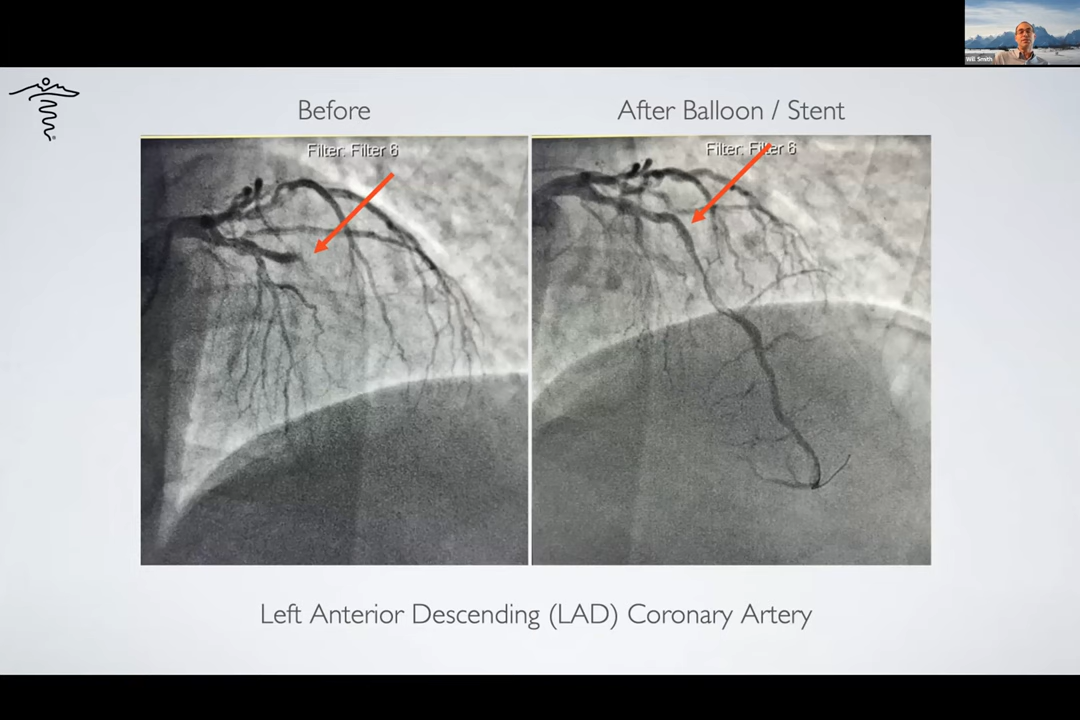 Will Smith
Before
After Balloon / Stent
Filter: Filter 6
Filter: Filter 6
Left Anterior Descending (LAD) Coronary Artery